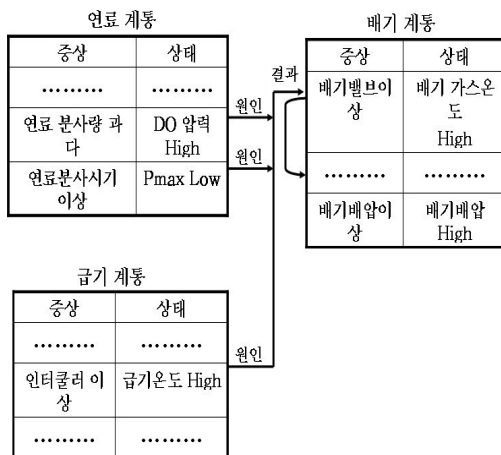 연료 계통
증상 상태
......... .........
연료 분사량 과
다
DO 압력
High
연료분사시기
이상
Pmax Low
원인
원인
결과
배기 계통
증상 상태
배기밸브이
상
배기 가스온
도
High
......... .........
배기배압이
상
배기배압
High
급기 계통
증상 상태
......... .........
인터쿨러 이
상
급기온도 High
......... .........
원인